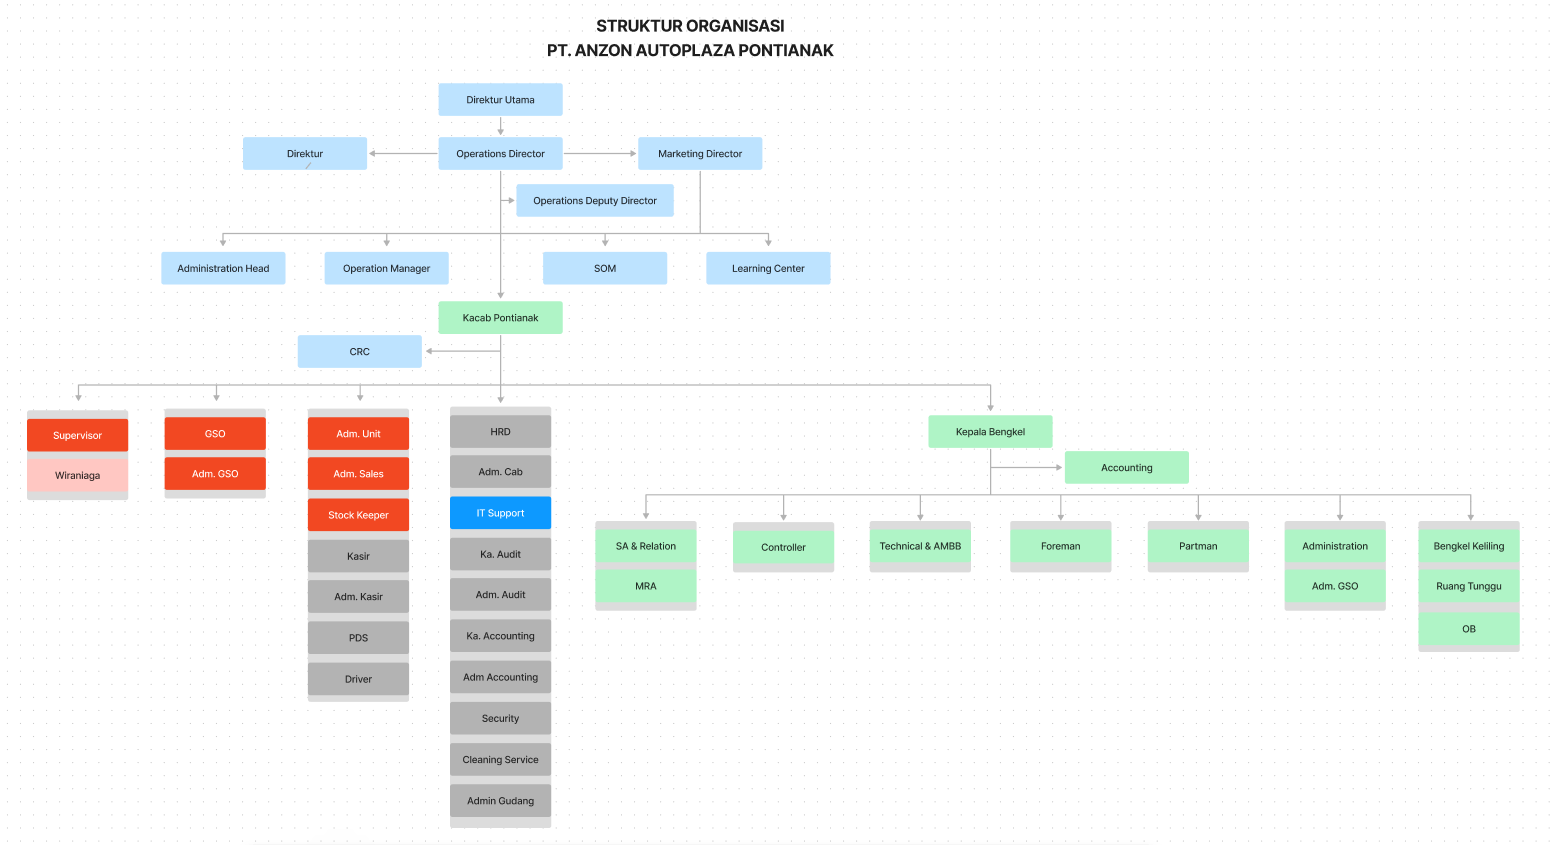 STRUKTUR ORGANISASI
PT. ANZON AUTOPLAZA PONTIANAK
Direktur Utama
Direktur
Operations Director
Marketing Director
Operations Deputy Director
Administration Head
Operation Manager
SOM
Learning Center
Kacab Pontianak
CRC
Supervisor
Wiraniaga
GSO
Adm. GSO
Adm. Unit
Adm. Sales
Stock Keeper
Kasir
Adm. Kasir
PDS
Driver
HRD
Adm. Cab
IT Support
Ka. Audit
Adm. Audit
Ka. Accounting
Adm Accounting
Security
Cleaning Service
Admin Gudang
Kepala Bengkel
Accounting
SA & Relation
MRA
Controller
Technical & AMBB
Foreman
Partman
Administration
Adm. GSO
Bengkel Keliling
Ruang Tunggu
OB